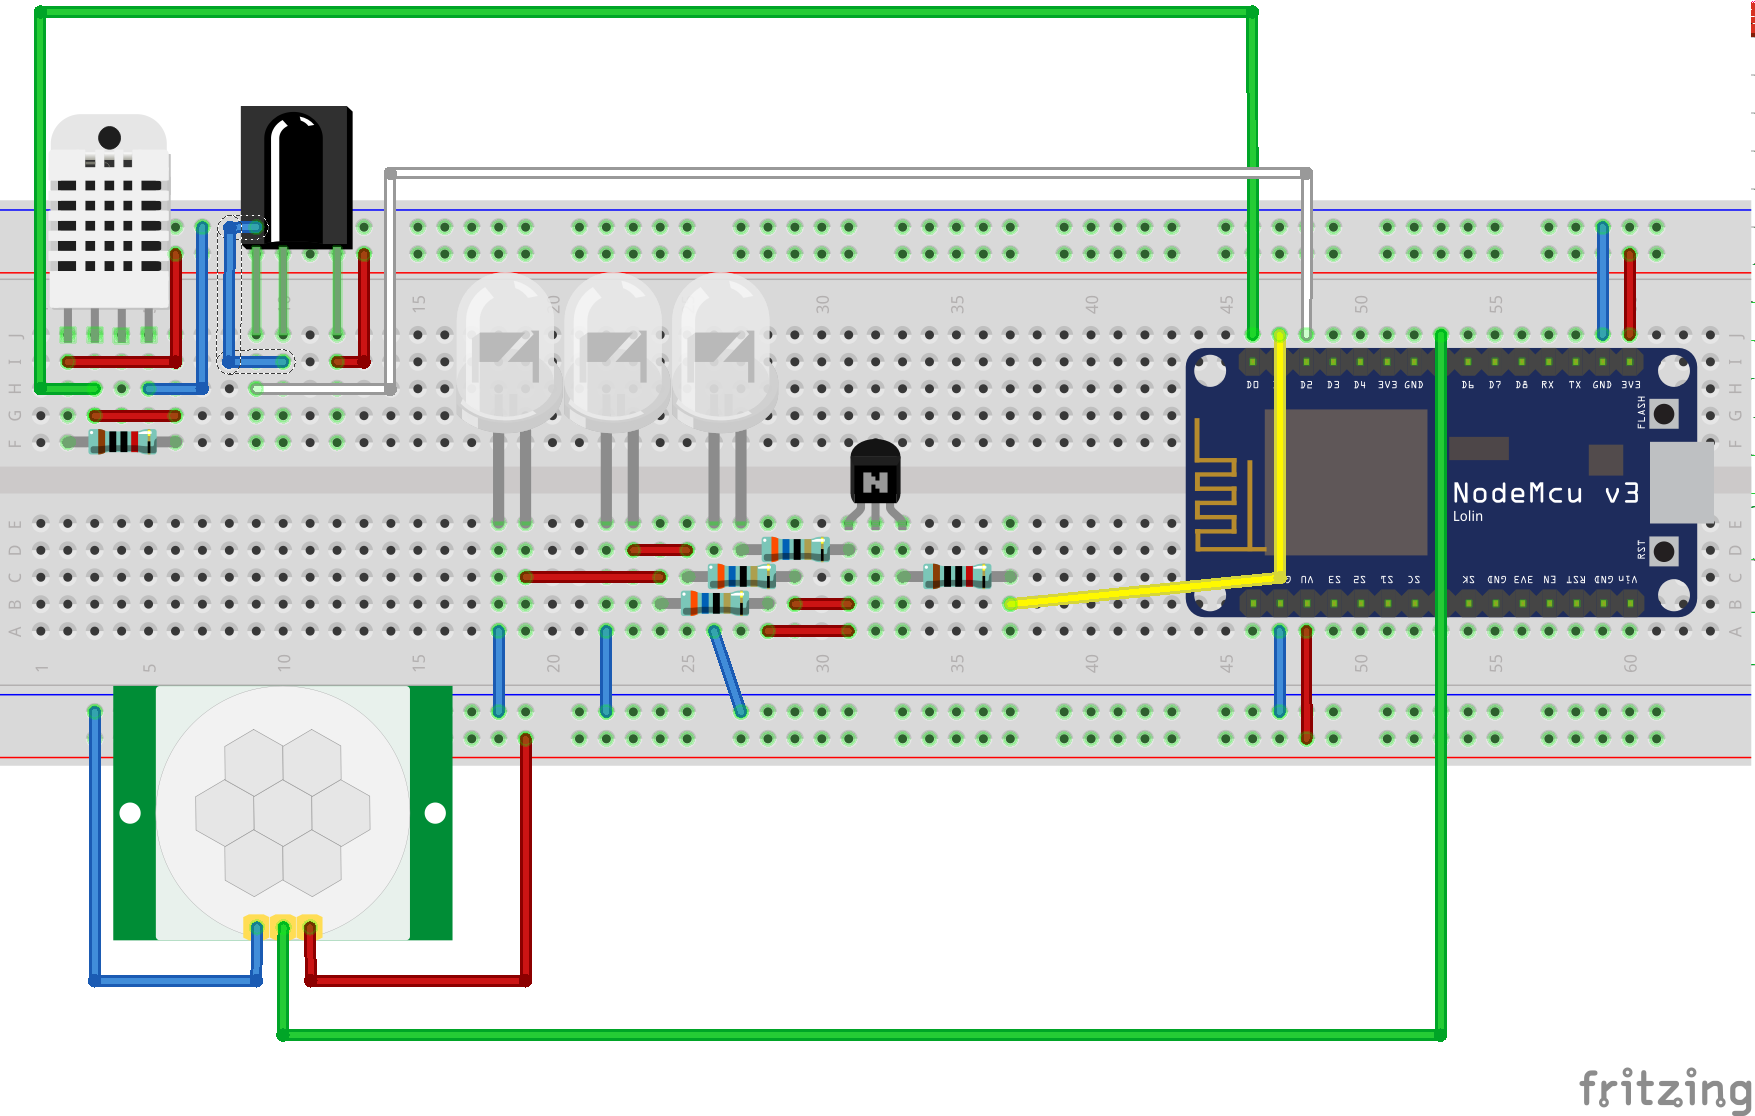 15
20
30
35
40
45
50
55
60
J
J
I
I
H
H
G
G
F
F
D0
D2
D3
D4
3V3
GND
D6
D7
D8
RX
TX
GND
3V3
FLASH
N
NodeMcu v3
Lolin
RST
E
E
D
D
C
C
G
VU
S3
S2
S1
SC
SK
GND
3V3
EN
RST
GND
Vin
B
B
A
A
1
5
10
15
20
25
30
35
40
45
50
55
60
fritzing